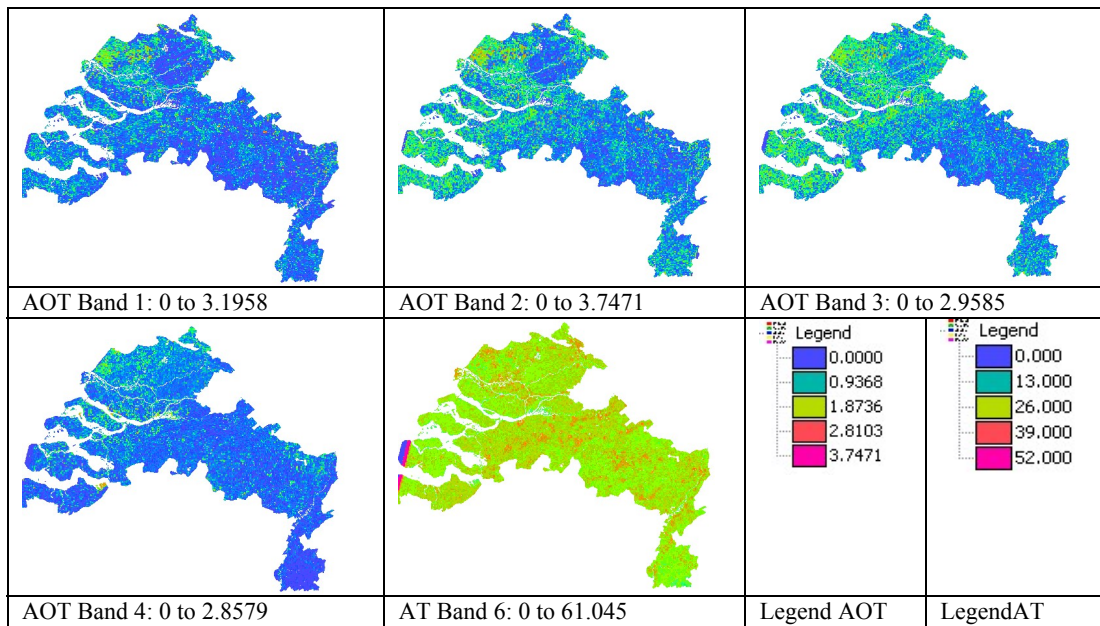 AOT Band 1: 0 to 3.1958
AOT Band 2: 0 to 3.7471
AOT Band 3: 0 to 2.9585
Legend
0.0000
0.9368
1.8736
2.8103
3.7471
Legend
0.000
13.000
26.000
39.000
52.000
AOT Band 4: 0 to 2.8579
AT Band 6: 0 to 61.045
Legend AOT
LegendAT